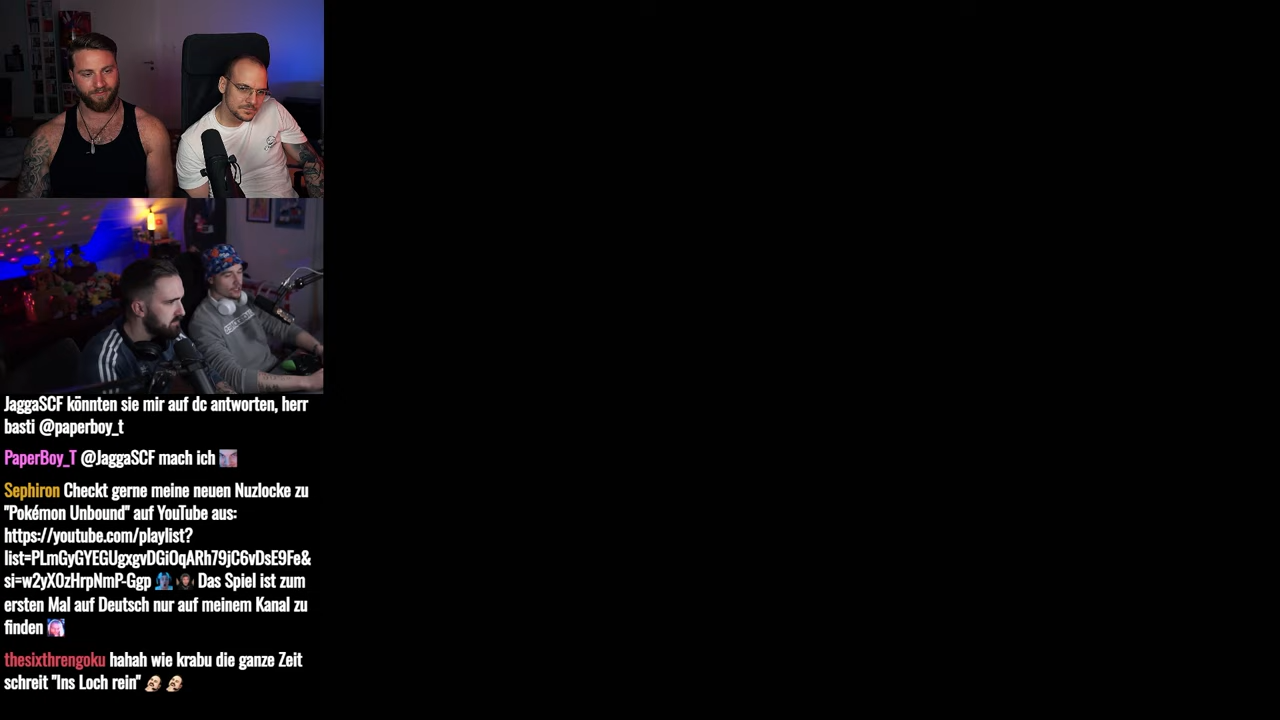 JaggaSCF könnten sie mir auf dc antworten, herr
basti @paperboy_t
PaperBoy_T @JaggaSCF mach ich
Sephiron Checkt gerne meine neuen Nuzlocke zu
"Pokémon Unbound" auf YouTube aus:
https://youtube.com/playlist?
list=PLmGyGYEGUgxgvDGiOqARh79jC6vDsE9Fe&
si=w2yX0zHrpNmP-Ggp Das Spiel ist zum
ersten Mal auf Deutsch nur auf meinem Kanal zu
finden
thesixthrengoku hahah wie krabu die ganze Zeit
schreit "Ins Loch rein"